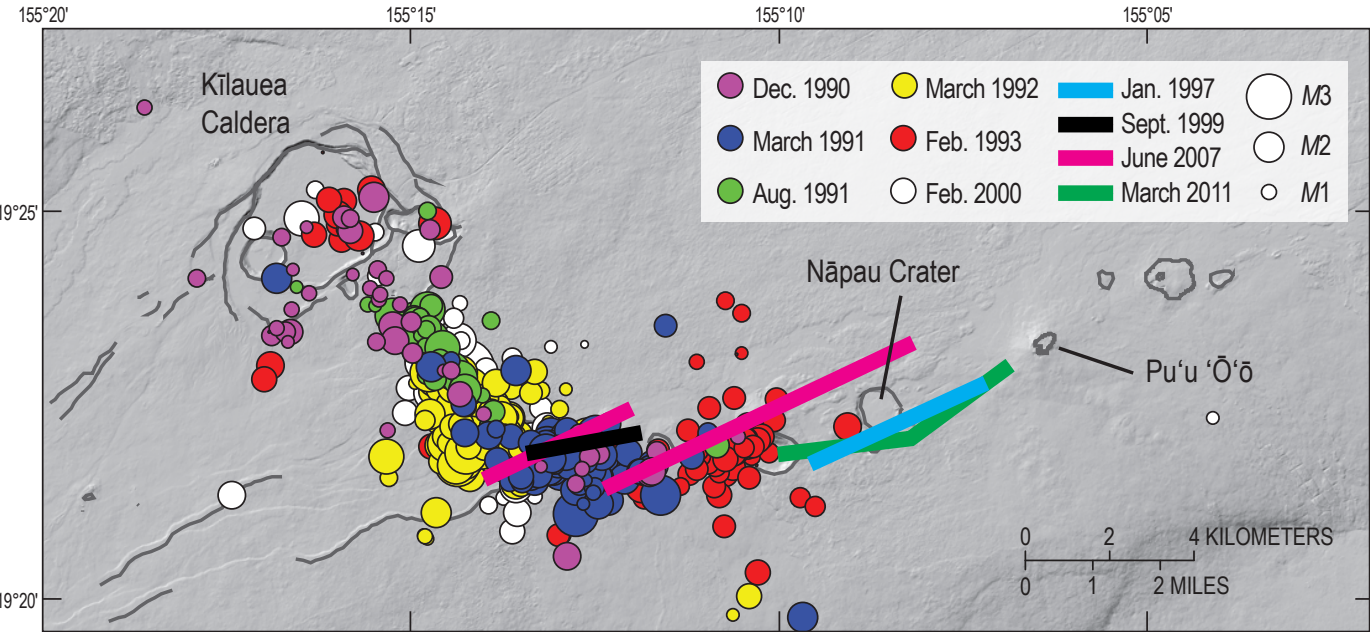 155°20'
155°15'
155°10'
155°05'
Kīlauea
Caldera
Dec. 1990
March 1992
Jan. 1997
M3
Sept. 1999
March 1991
Feb. 1993
M2
June 2007
Aug. 1991
Feb. 2000
March 2011
M1
19°25'
Nāpau Crater
Puʻu ʻŌʻō
0 2 4 KILOMETERS
0 1 2 MILES
19°20'